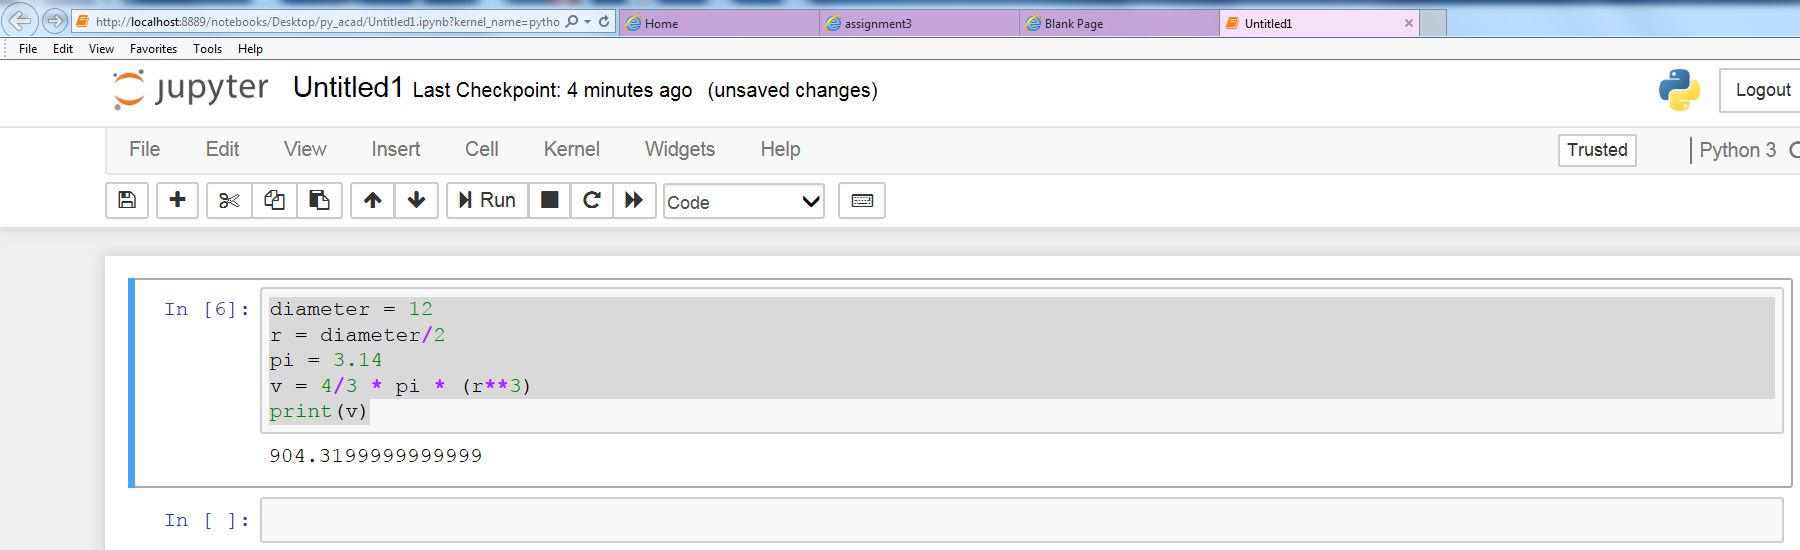 http://localhost:8889/notebooks/Desktop/py_acad/Untitled1.ipynb?kernel_name=pytho
Home
assignment3
Blank Page
Untitled1
File Edit View Favorites Tools Help
jupyter Untitled1 Last Checkpoint: 4 minutes ago (unsaved changes)
Logout
File Edit View Insert Cell Kernel Widgets Help
Trusted
Python 3
Run
Code
In [6]:
diameter = 12
r = diameter/2
pi = 3.14
v = 4/3 * pi * (r**3)
print(v)
904.3199999999999
In [ ]: